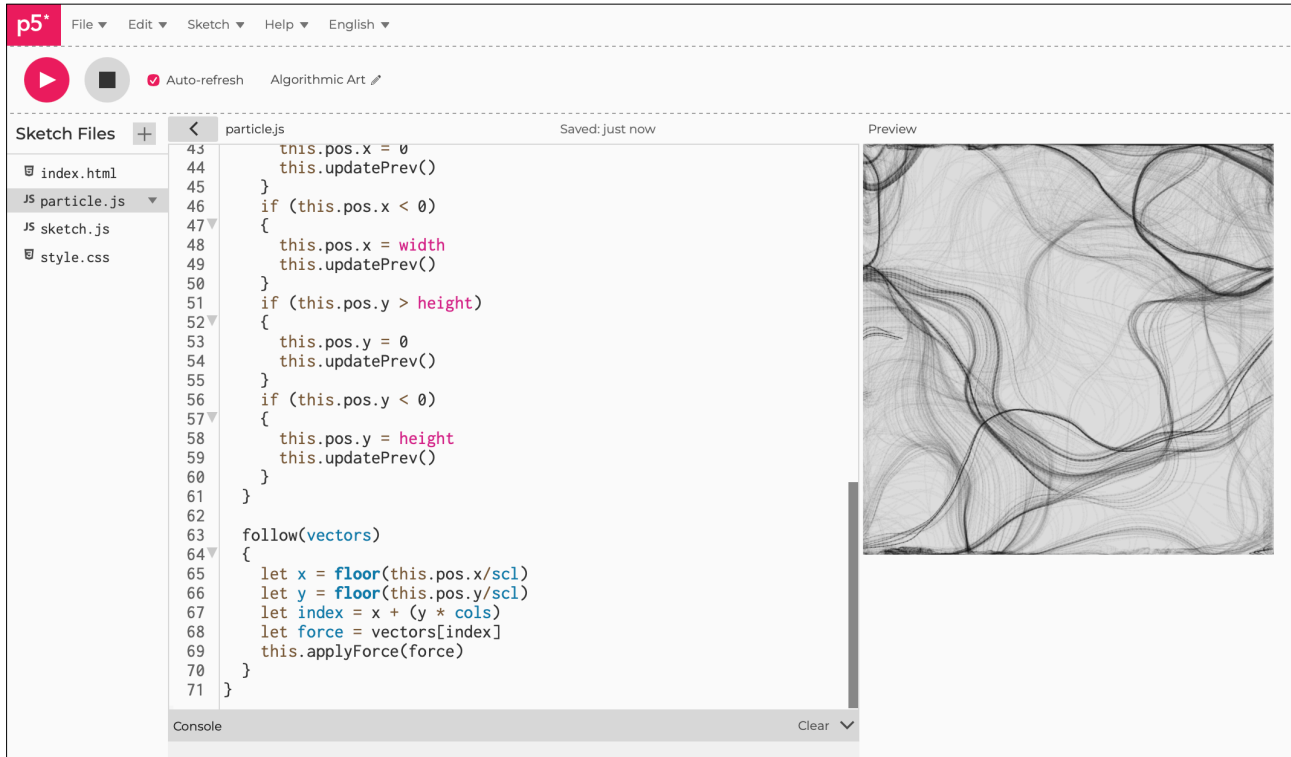 p5* File Edit Sketch Help English
Auto-refresh Algorithmic Art
Sketch Files +
index.html
JS particle.js
JS sketch.js
style.css
particle.js Saved: just now
43 this.pos.x = 0
44 this.updatePrev()
45 }
46 if (this.pos.x < 0)
47 {
48 this.pos.x = width
49 this.updatePrev()
50 }
51 if (this.pos.y > height)
52 {
53 this.pos.y = 0
54 this.updatePrev()
55 }
56 if (this.pos.y < 0)
57 {
58 this.pos.y = height
59 this.updatePrev()
60 }
61 }
62
63 follow(vectors)
64 {
65 let x = floor(this.pos.x/scl)
66 let y = floor(this.pos.y/scl)
67 let index = x + (y * cols)
68 let force = vectors[index]
69 this.applyForce(force)
70 }
71 }
Console Clear
Preview